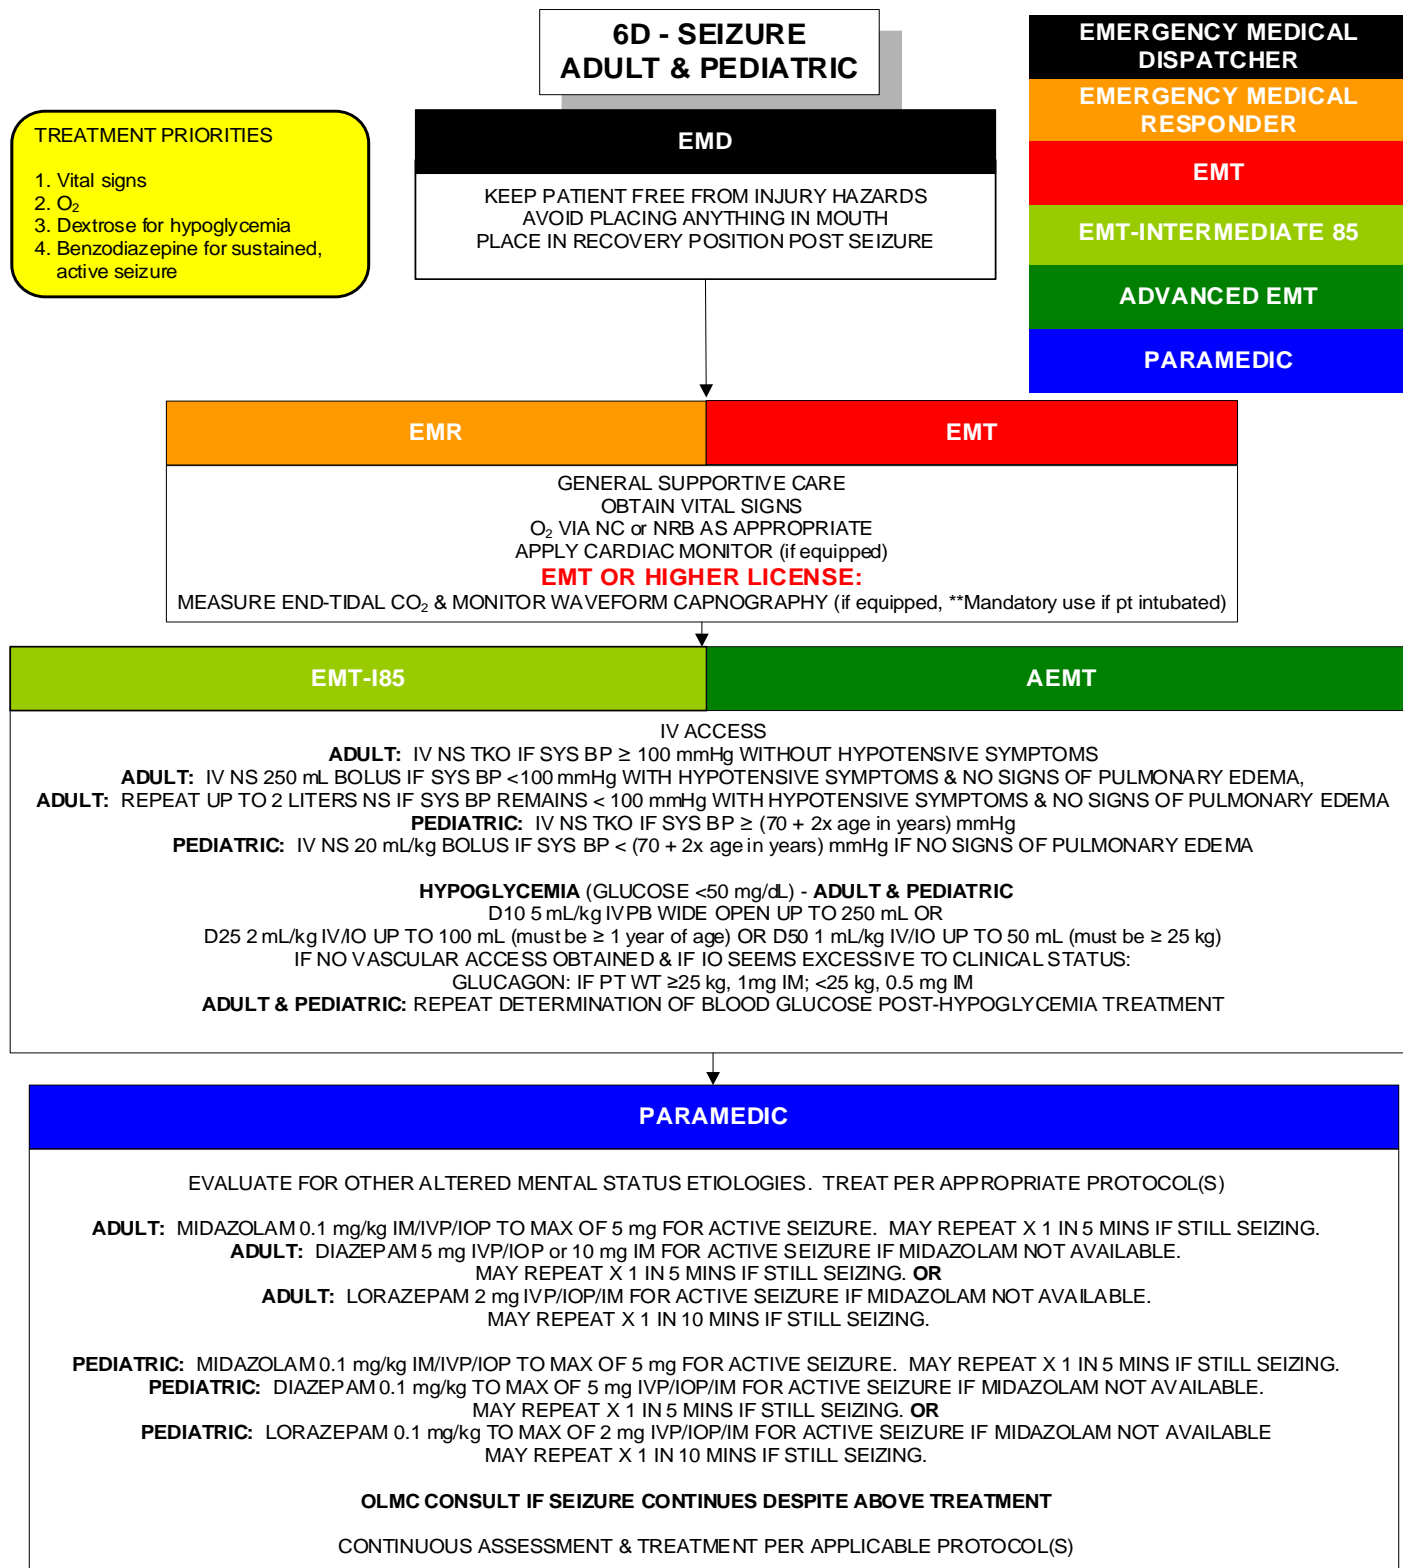 6D - SEIZURE
ADULT & PEDIATRIC
EMERGENCY MEDICAL
DISPATCHER
EMERGENCY MEDICAL
RESPONDER
EMT
EMT-INTERMEDIATE 85
ADVANCED EMT
PARAMEDIC
TREATMENT PRIORITIES
1. Vital signs
2. O₂
3. Dextrose for hypoglycemia
4. Benzodiazepine for sustained,
active seizure
EMD
KEEP PATIENT FREE FROM INJURY HAZARDS
AVOID PLACING ANYTHING IN MOUTH
PLACE IN RECOVERY POSITION POST SEIZURE
EMR
EMT
GENERAL SUPPORTIVE CARE
OBTAIN VITAL SIGNS
O₂ VIA NC or NRB AS APPROPRIATE
APPLY CARDIAC MONITOR (if equipped)
EMT OR HIGHER LICENSE:
MEASURE END-TIDAL CO₂ & MONITOR WAVEFORM CAPNOGRAPHY (if equipped, **Mandatory use if pt intubated)
EMT-I85
AEMT
IV ACCESS
ADULT: IV NS TKO IF SYS BP ≥ 100 mmHg WITHOUT HYPOTENSIVE SYMPTOMS
ADULT: IV NS 250 mL BOLUS IF SYS BP <100 mmHg WITH HYPOTENSIVE SYMPTOMS & NO SIGNS OF PULMONARY EDEMA,
ADULT: REPEAT UP TO 2 LITERS NS IF SYS BP REMAINS < 100 mmHg WITH HYPOTENSIVE SYMPTOMS & NO SIGNS OF PULMONARY EDEMA
PEDIATRIC: IV NS TKO IF SYS BP ≥ (70 + 2x age in years) mmHg
PEDIATRIC: IV NS 20 mL/kg BOLUS IF SYS BP < (70 + 2x age in years) mmHg IF NO SIGNS OF PULMONARY EDEMA
HYPOGLYCEMIA (GLUCOSE <50 mg/dL) - ADULT & PEDIATRIC
D10 5 mL/kg IVPB WIDE OPEN UP TO 250 mL OR
D25 2 mL/kg IV/IO UP TO 100 mL (must be ≥ 1 year of age) OR D50 1 mL/kg IV/IO UP TO 50 mL (must be ≥ 25 kg)
IF NO VASCULAR ACCESS OBTAINED & IF IO SEEMS EXCESSIVE TO CLINICAL STATUS:
GLUCAGON: IF PT WT ≥25 kg, 1mg IM; <25 kg, 0.5 mg IM
ADULT & PEDIATRIC: REPEAT DETERMINATION OF BLOOD GLUCOSE POST-HYPOGLYCEMIA TREATMENT
PARAMEDIC
EVALUATE FOR OTHER ALTERED MENTAL STATUS ETIOLOGIES. TREAT PER APPROPRIATE PROTOCOL(S)
ADULT: MIDAZOLAM 0.1 mg/kg IM/IVP/IOP TO MAX OF 5 mg FOR ACTIVE SEIZURE. MAY REPEAT X 1 IN 5 MINS IF STILL SEIZING.
ADULT: DIAZEPAM 5 mg IVP/IOP or 10 mg IM FOR ACTIVE SEIZURE IF MIDAZOLAM NOT AVAILABLE.
MAY REPEAT X 1 IN 5 MINS IF STILL SEIZING. OR
ADULT: LORAZEPAM 2 mg IVP/IOP/IM FOR ACTIVE SEIZURE IF MIDAZOLAM NOT AVAILABLE.
MAY REPEAT X 1 IN 10 MINS IF STILL SEIZING.
PEDIATRIC: MIDAZOLAM 0.1 mg/kg IM/IVP/IOP TO MAX OF 5 mg FOR ACTIVE SEIZURE. MAY REPEAT X 1 IN 5 MINS IF STILL SEIZING.
PEDIATRIC: DIAZEPAM 0.1 mg/kg TO MAX OF 5 mg IVP/IOP/IM FOR ACTIVE SEIZURE IF MIDAZOLAM NOT AVAILABLE.
MAY REPEAT X 1 IN 5 MINS IF STILL SEIZING. OR
PEDIATRIC: LORAZEPAM 0.1 mg/kg TO MAX OF 2 mg IVP/IOP/IM FOR ACTIVE SEIZURE IF MIDAZOLAM NOT AVAILABLE
MAY REPEAT X 1 IN 10 MINS IF STILL SEIZING.
OLMC CONSULT IF SEIZURE CONTINUES DESPITE ABOVE TREATMENT
CONTINUOUS ASSESSMENT & TREATMENT PER APPLICABLE PROTOCOL(S)